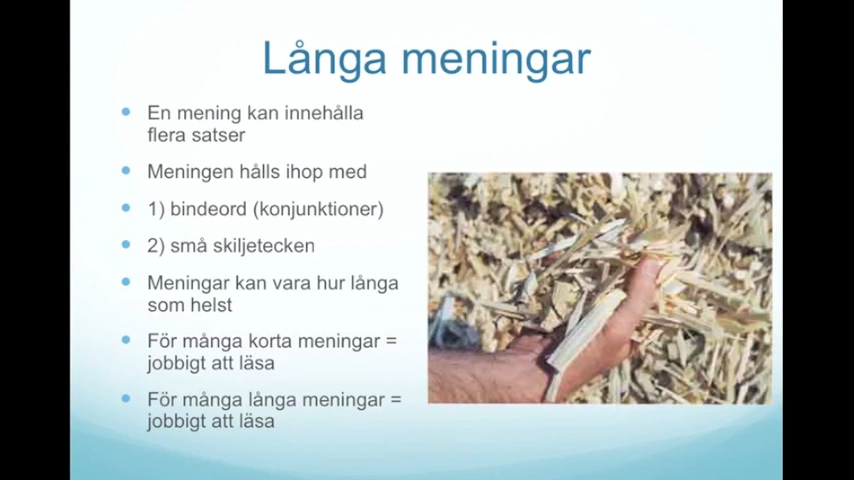 Långa meningar
En mening kan innehålla
flera satser
Meningen hålls ihop med
1) bindeord (konjunktioner)
2) små skiljetecken
Meningar kan vara hur långa
som helst
För många korta meningar =
jobbigt att läsa
För många långa meningar =
jobbigt att läsa